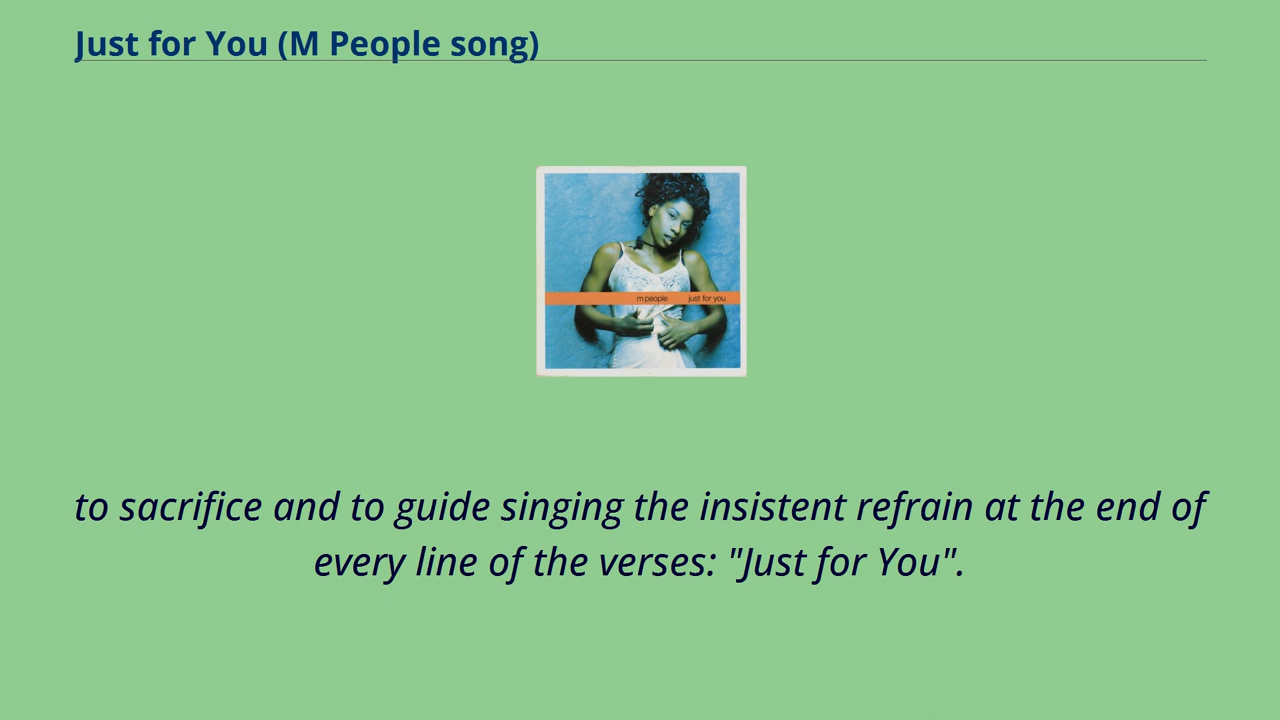 Just for You (M People song)
m people just for you
to sacrifice and to guide singing the insistent refrain at the end of
every line of the verses: "Just for You".